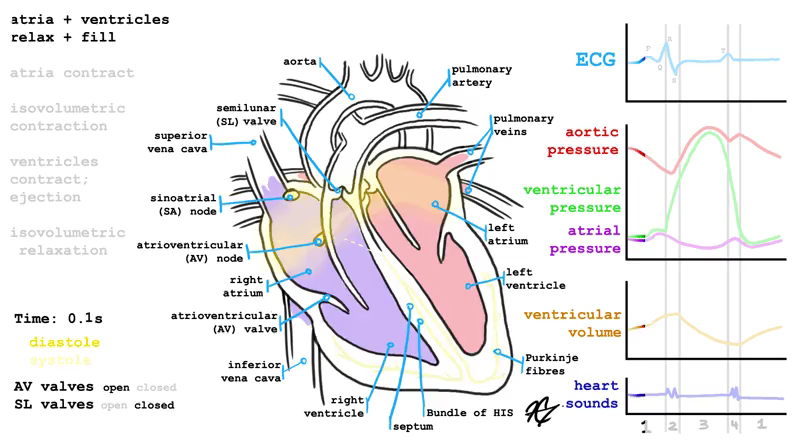 atria + ventricles
relax + fill
atria contract
isovolumetric
contraction
ventricles
contract;
ejection
isovolumetric
relaxation
Time: 0.1s
diastole
systole
AV valves open closed
SL valves open closed
aorta
pulmonary
artery
semilunar
(SL) valve
pulmonary
veins
superior
vena cava
sinoatrial
(SA) node
left
atrium
atrioventricular
(AV) node
right
atrium
left
ventricle
atrioventricular
(AV) valve
inferior
vena cava
Purkinje
fibres
right
ventricle
Bundle of HIS
septum
ECG
P
Q
R
S
T
aortic
pressure
ventricular
pressure
atrial
pressure
ventricular
volume
heart
sounds
1 2 3 4 1